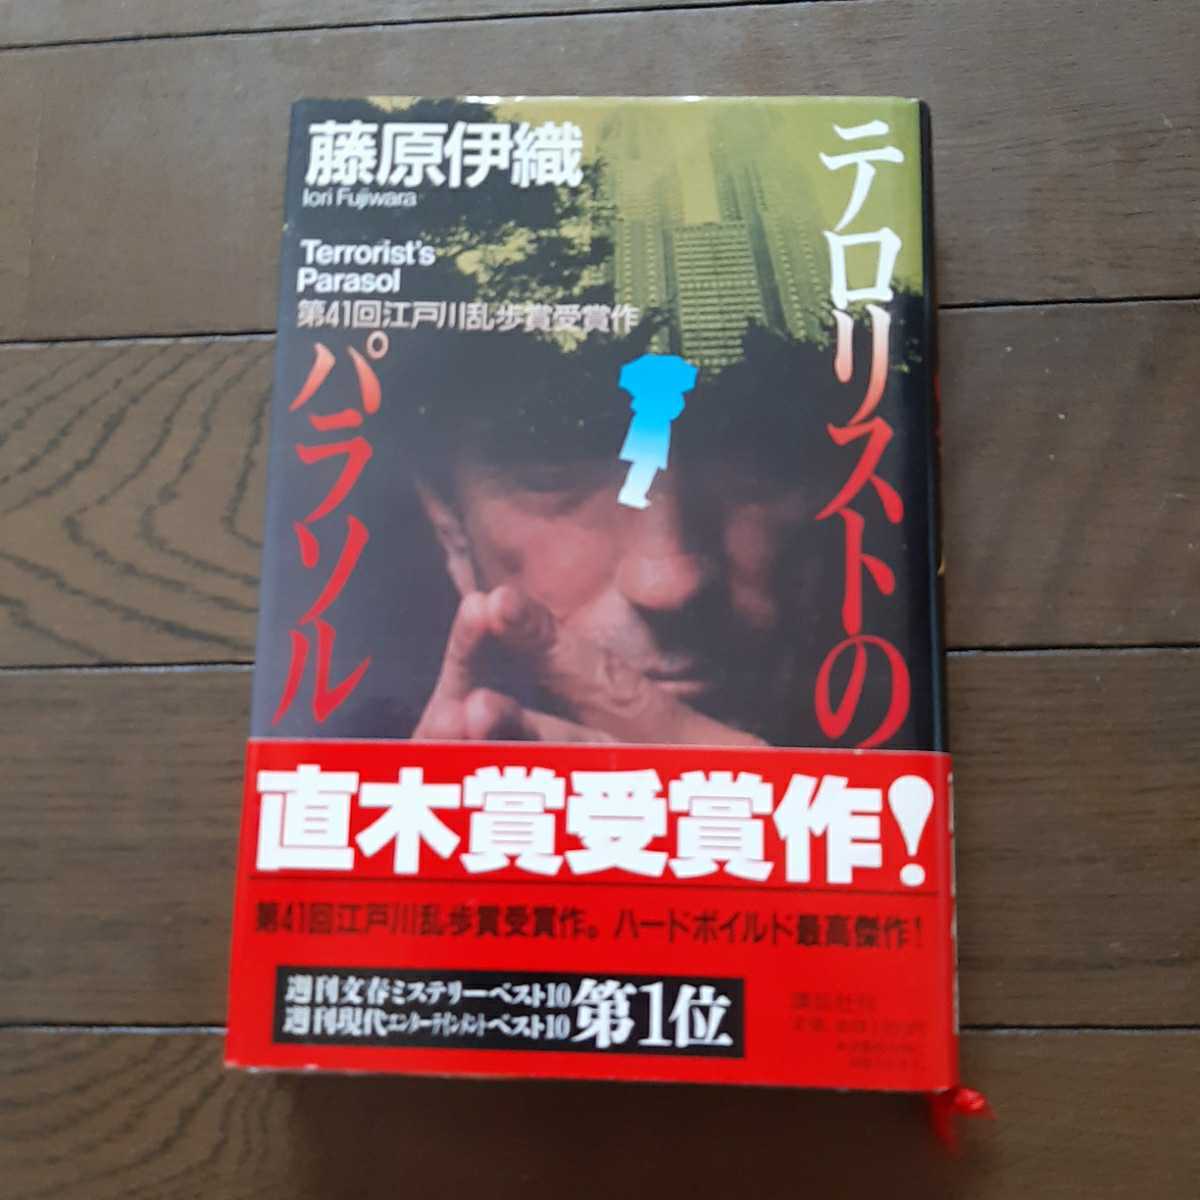 藤原伊織
Iori Fujiwara
テロリストの
Terrorist's
Parasol
第41回江戸川乱歩賞受賞作
パラソル
直木賞受賞作!
第41回江戸川乱歩賞受賞作。ハードボイルド最高傑作!
週刊文春ミステリーベスト10
週刊現代エンターテインメントベスト10
第1位
講談社刊